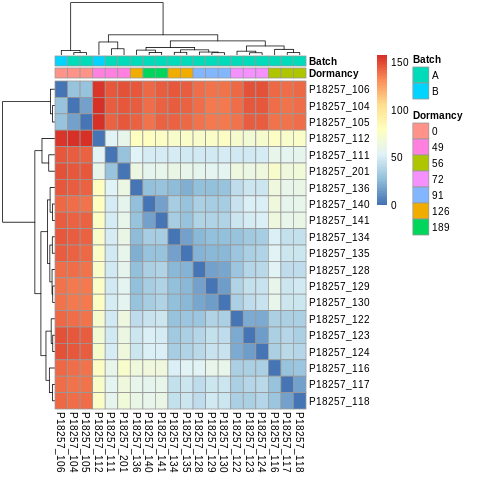 Batch
Dormancy
P18257_106
P18257_104
P18257_105
P18257_112
P18257_111
P18257_201
P18257_136
P18257_140
P18257_141
P18257_134
P18257_135
P18257_128
P18257_129
P18257_130
P18257_122
P18257_123
P18257_124
P18257_116
P18257_117
P18257_118
P18257_106
P18257_104
P18257_105
P18257_112
P18257_111
P18257_201
P18257_136
P18257_140
P18257_141
P18257_134
P18257_135
P18257_128
P18257_129
P18257_130
P18257_122
P18257_123
P18257_124
P18257_116
P18257_117
P18257_118
150
100
50
0
Batch
A
B
Dormancy
0
49
56
72
91
126
189